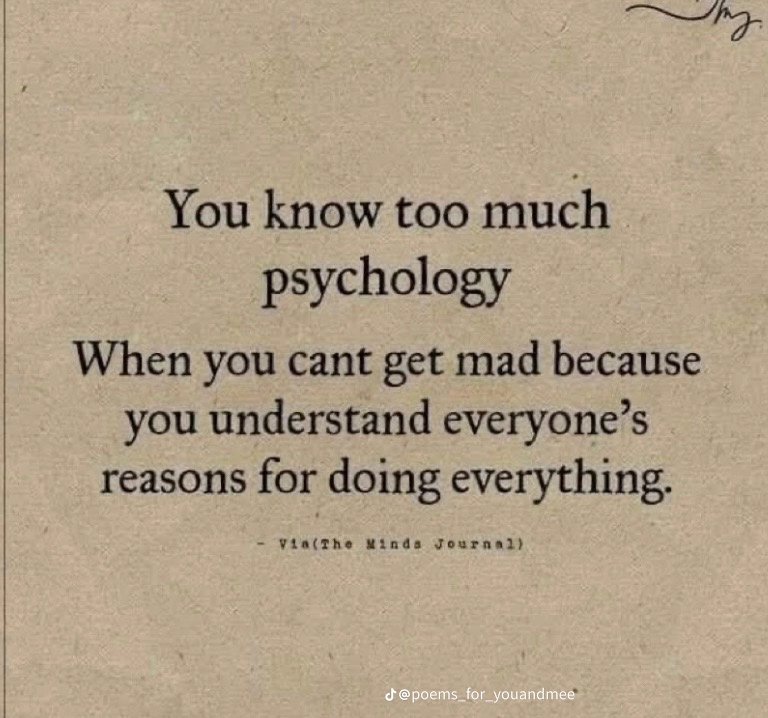 You know too much
psychology
When you cant get mad because
you understand everyone’s
reasons for doing everything.
- Via(The Minds Journal)
@poems_for_youandmee